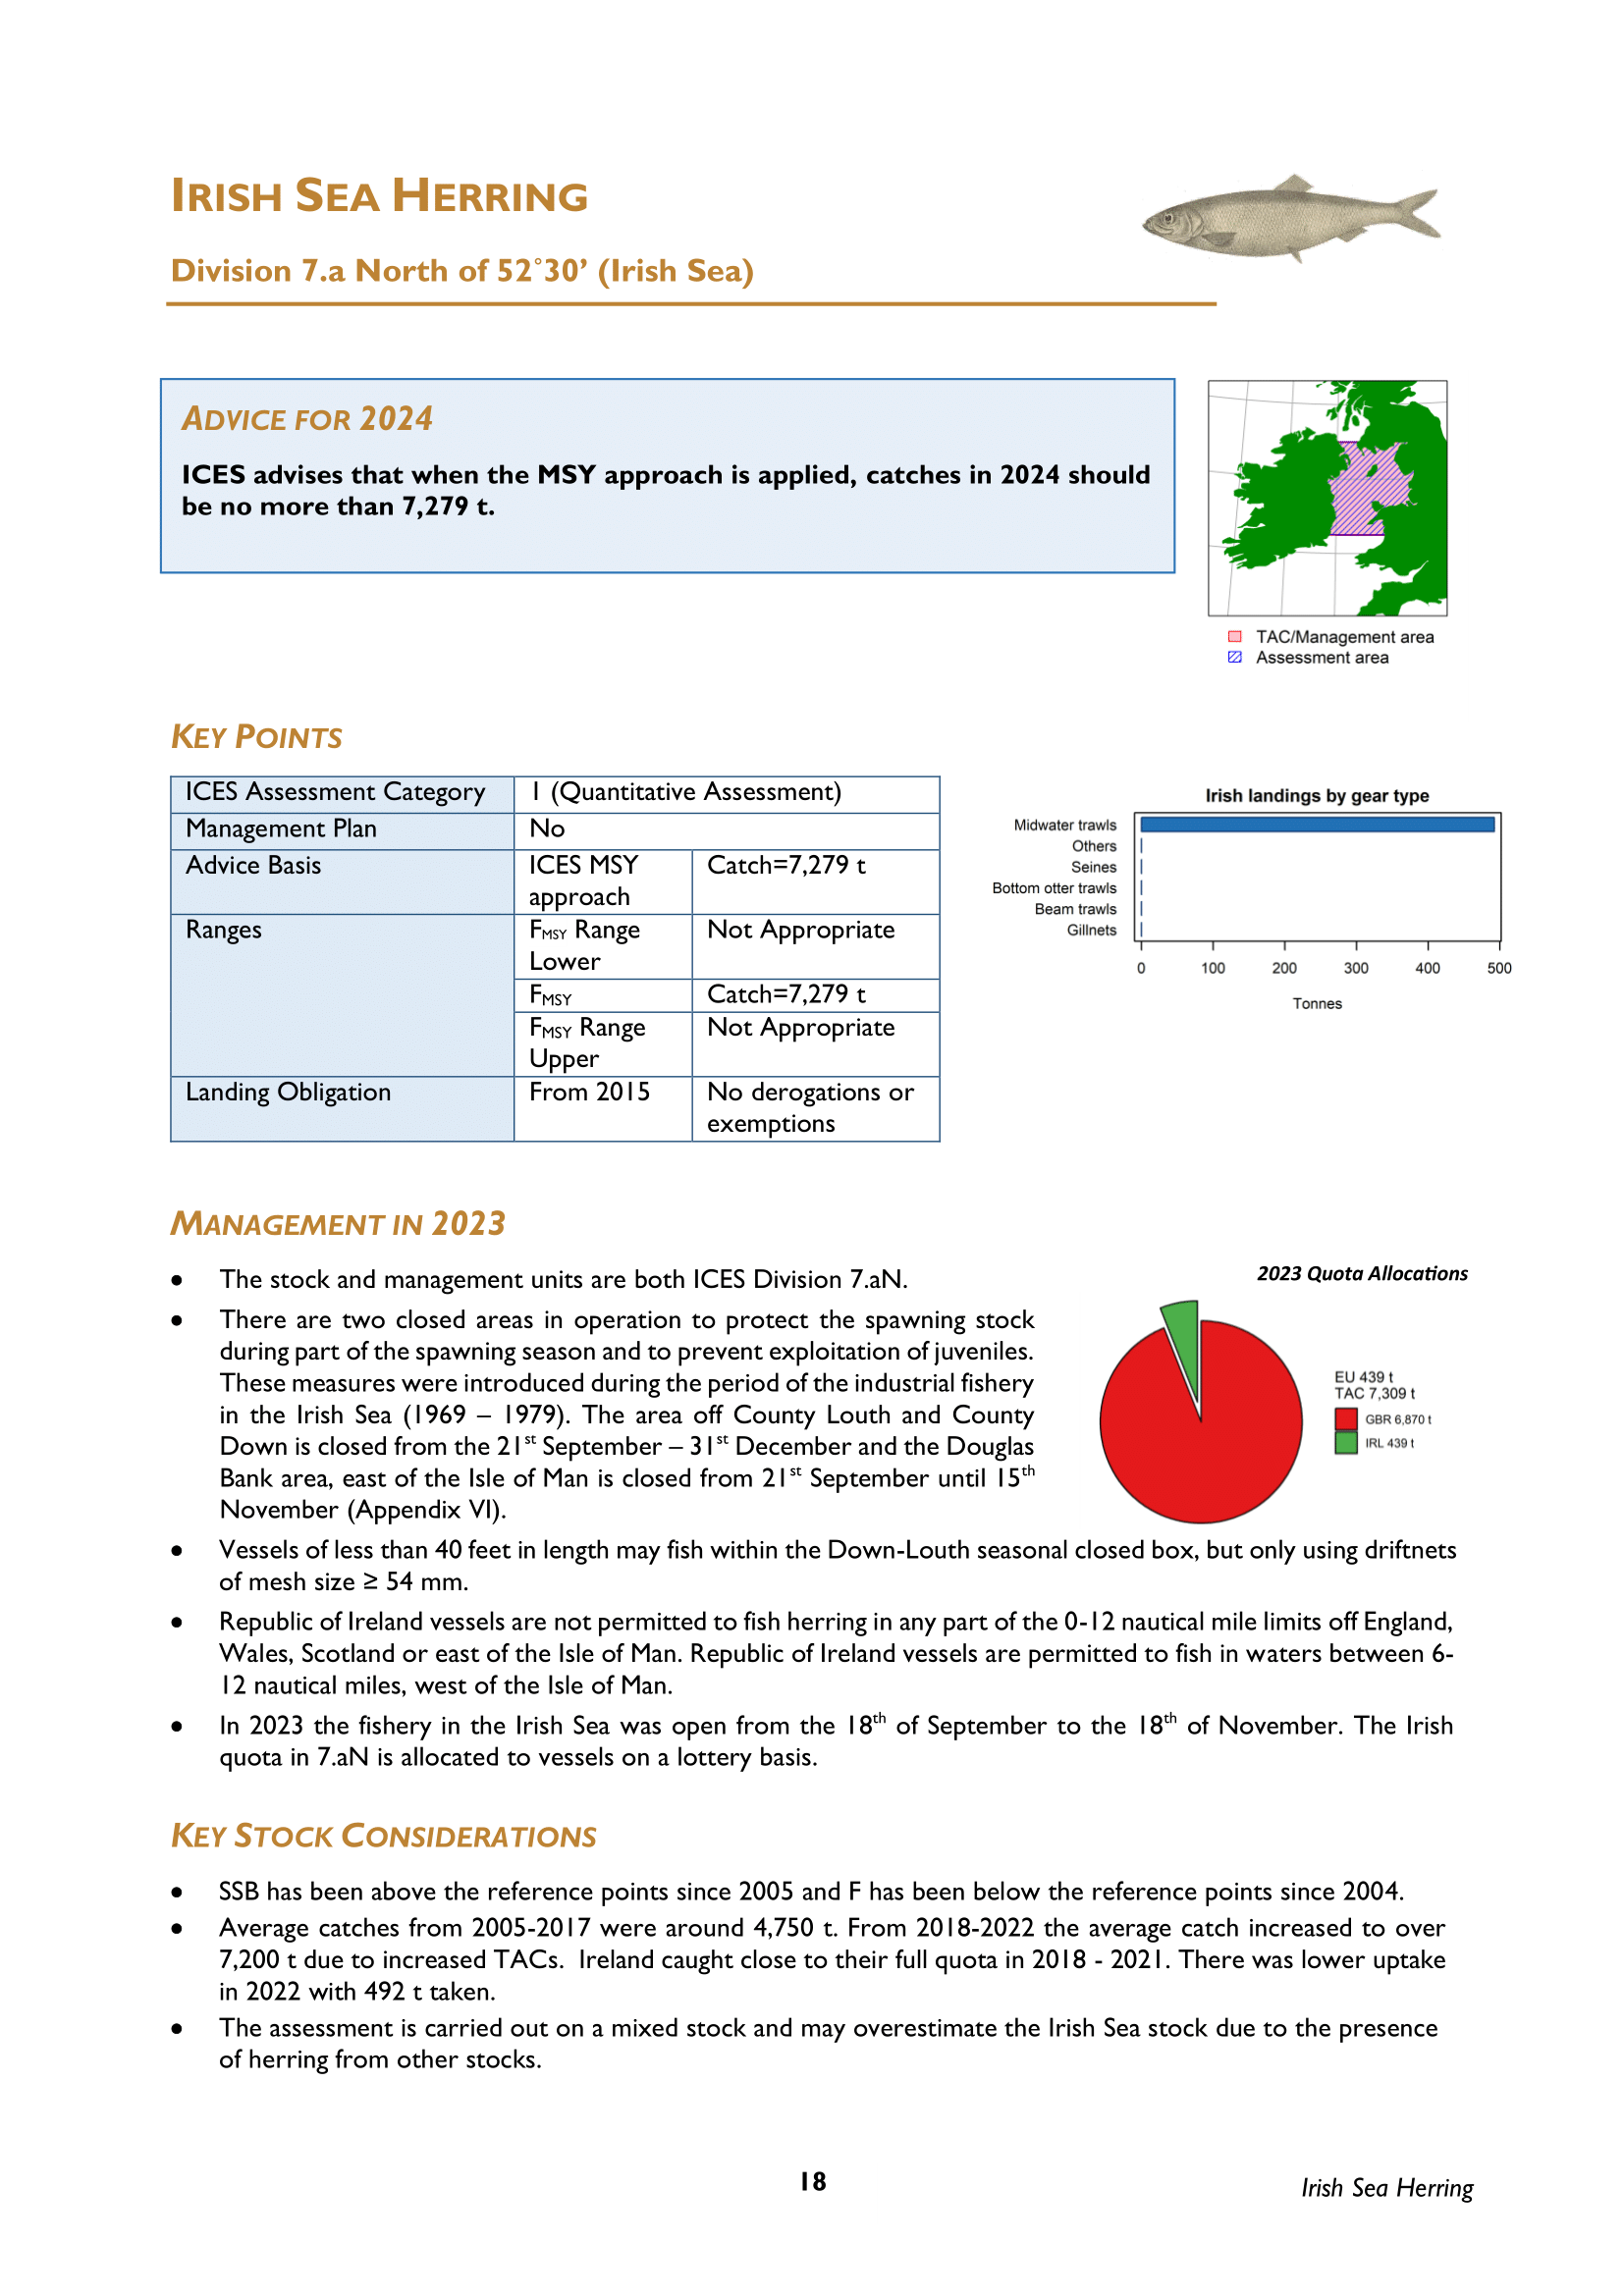 IRISH SEA HERRING
Division 7.a North of 52˚30’ (Irish Sea)
ADVICE FOR 2024
ICES advises that when the MSY approach is applied, catches in 2024 should
be no more than 7,279 t.
TAC/Management area
Assessment area
KEY POINTS
ICES Assessment Category 1 (Quantitative Assessment)
Management Plan No
Advice Basis ICES MSY Catch=7,279 t
approach
Ranges FMSY Range Not Appropriate
Lower
FMSY Catch=7,279 t
FMSY Range Not Appropriate
Upper
Landing Obligation From 2015 No derogations or
exemptions
Irish landings by gear type
Midwater trawls
Others
Seines
Bottom otter trawls
Beam trawls
Gillnets
0 100 200 300 400 500
Tonnes
MANAGEMENT IN 2023
• The stock and management units are both ICES Division 7.aN.
• There are two closed areas in operation to protect the spawning stock
during part of the spawning season and to prevent exploitation of juveniles.
These measures were introduced during the period of the industrial fishery
in the Irish Sea (1969 – 1979). The area off County Louth and County
Down is closed from the 21st September – 31st December and the Douglas
Bank area, east of the Isle of Man is closed from 21st September until 15th
November (Appendix VI).
2023 Quota Allocations
EU 439 t
TAC 7,309 t
GBR 6,870 t
IRL 439 t
• Vessels of less than 40 feet in length may fish within the Down-Louth seasonal closed box, but only using driftnets
of mesh size ≥ 54 mm.
• Republic of Ireland vessels are not permitted to fish herring in any part of the 0-12 nautical mile limits off England,
Wales, Scotland or east of the Isle of Man. Republic of Ireland vessels are permitted to fish in waters between 6-
12 nautical miles, west of the Isle of Man.
• In 2023 the fishery in the Irish Sea was open from the 18th of September to the 18th of November. The Irish
quota in 7.aN is allocated to vessels on a lottery basis.
KEY STOCK CONSIDERATIONS
• SSB has been above the reference points since 2005 and F has been below the reference points since 2004.
• Average catches from 2005-2017 were around 4,750 t. From 2018-2022 the average catch increased to over
7,200 t due to increased TACs. Ireland caught close to their full quota in 2018 - 2021. There was lower uptake
in 2022 with 492 t taken.
• The assessment is carried out on a mixed stock and may overestimate the Irish Sea stock due to the presence
of herring from other stocks.
18
Irish Sea Herring